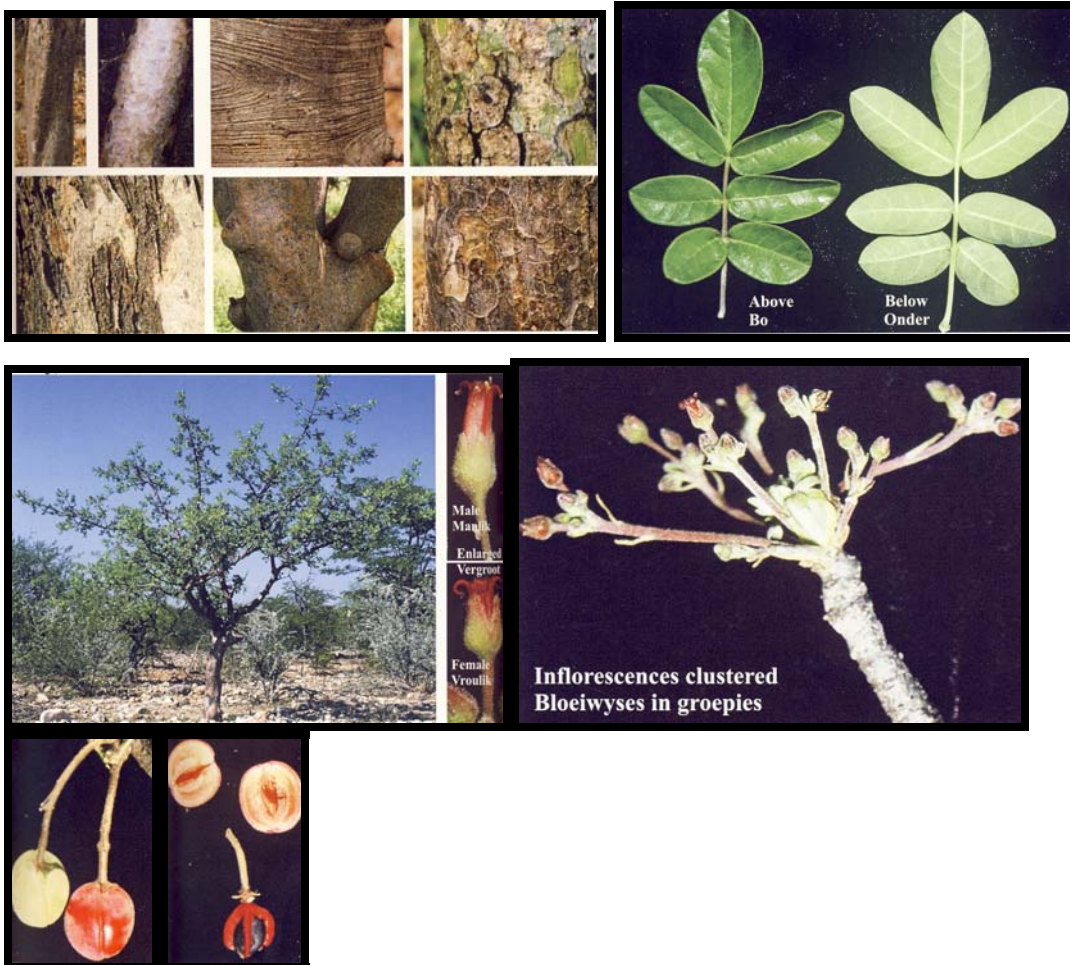 Above
Bo
Below
Onder
Male
Manlik
Enlarged
Vergroot
Female
Vroulik
Inflorescences clustered
Bloeiwyses in groepies